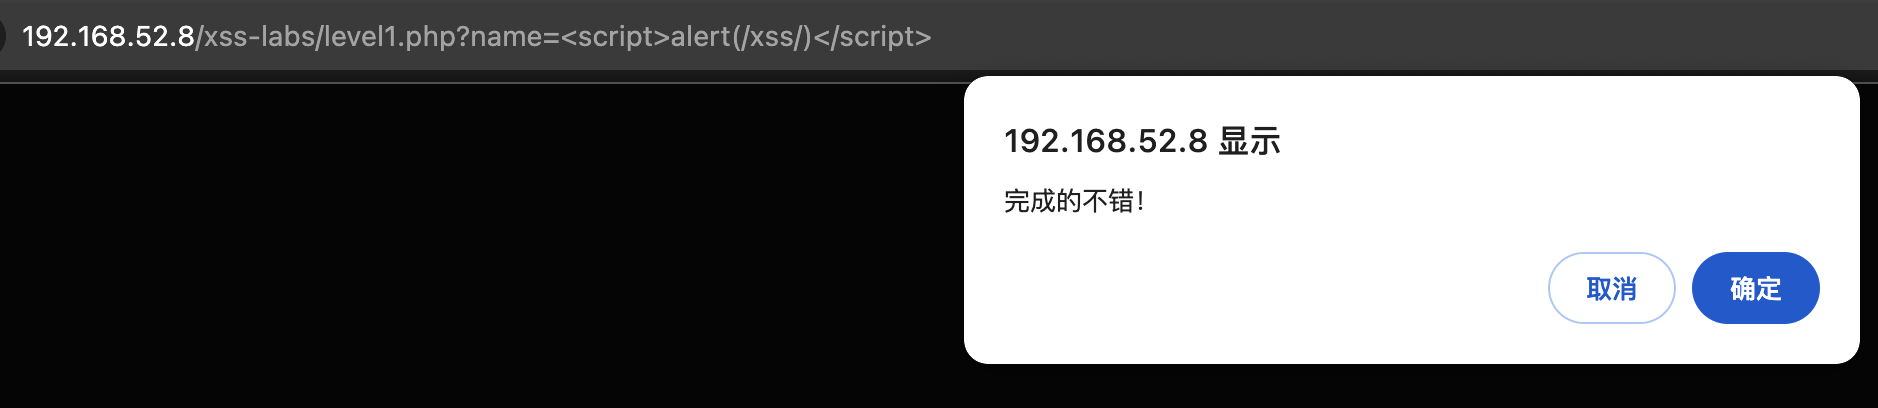 192.168.52.8/xss-labs/level1.php?name=<script>alert(/xss/)</script>
192.168.52.8 显示
完成的不错！
取消
确定